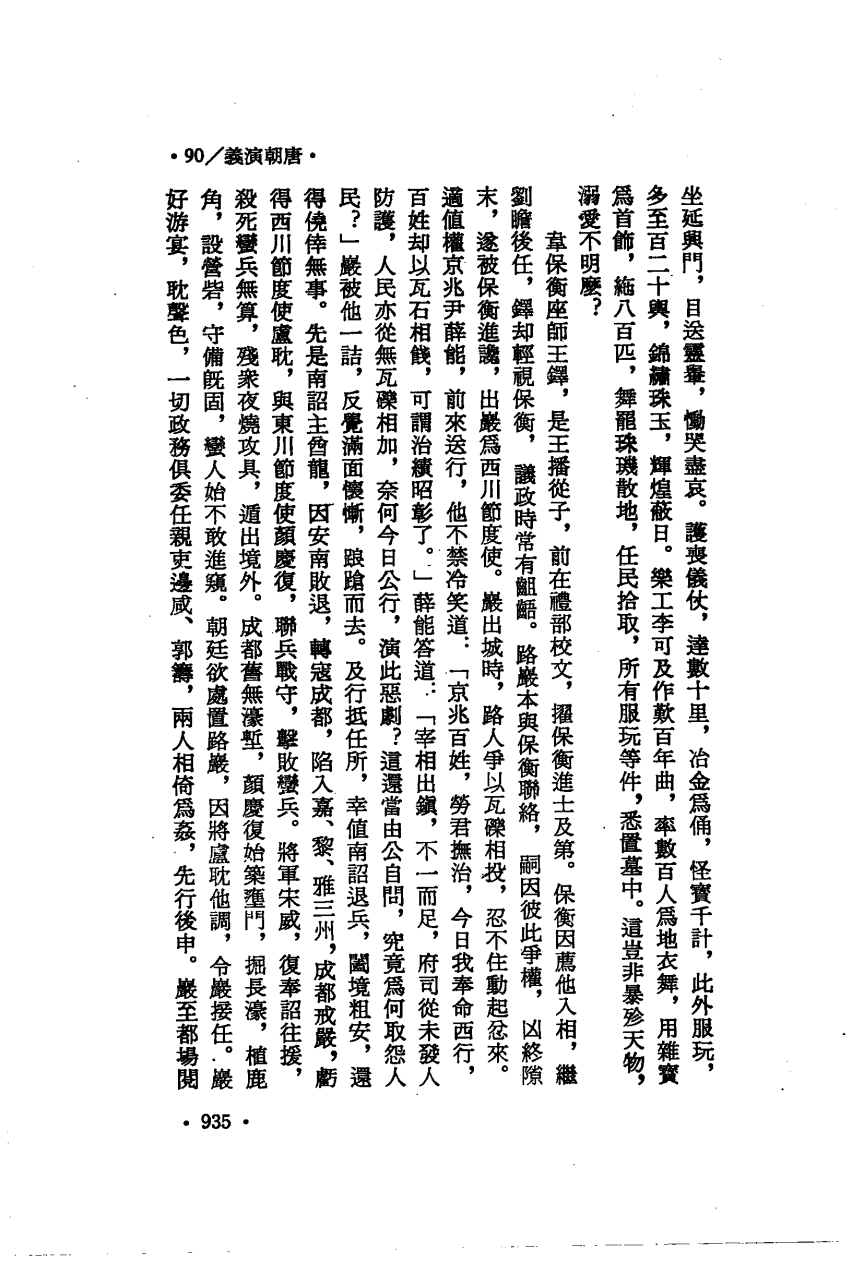 ·唐朝演義／90·
坐延興門，目送靈轝，慟哭盡哀。護喪儀仗，達數十里，冶金爲俑，怪寶千計，此外服玩，
多至百二十輿，錦繡珠玉，輝煌蔽日。樂工李可及作歎百年曲，率數百人爲地衣舞，用雜寶
爲首飾，絁八百匹，舞罷珠璣散地，任民拾取，所有服玩等件，悉置墓中。這豈非暴殄天物，
溺愛不明麼？
韋保衡座師王鐸，是王播從子，前在禮部校文，擢保衡進士及第。保衡因薦他入相，繼
劉瞻後任，鐸却輕視保衡，議政時常有齟齬。路巖本與保衡聯絡，嗣因彼此爭權，凶終隙
末，遂被保衡進讒，出巖爲西川節度使。巖出城時，路人爭以瓦礫相投，忍不住動起忿來。
適值權京兆尹薛能，前來送行，他不禁冷笑道：「京兆百姓，勞君撫治，今日我奉命西行，
百姓却以瓦石相餞，可謂治績昭彰了。」薛能答道：「宰相出鎭，不一而足，府司從未發人
防護，人民亦從無瓦礫相加，奈何今日公行，演此惡劇？這還當由公自問，究竟爲何取怨人
民？」巖被他一詰，反覺滿面懷慚，踉蹌而去。及行抵任所，幸值南詔退兵，闔境粗安，還
得僥倖無事。先是南詔主酋龍，因安南敗退，轉寇成都，陷入嘉、黎、雅三州，成都戒嚴，虧
得西川節度使盧耽，與東川節度使顏慶復，聯兵戰守，擊敗蠻兵。將軍宋威，復奉詔往援，
殺死蠻兵無算，殘衆夜燒攻具，遁出境外。成都舊無濠塹，顏慶復始築壅門，掘長濠，植鹿
角，設營砦，守備旣固，蠻人始不敢進窺。朝廷欲處置路巖，因將盧耽他調，令巖接任。巖
好游宴，耽聲色，一切政務俱委任親吏邊咸、郭籌，兩人相倚爲姦，先行後申。巖至都場閱
·935·